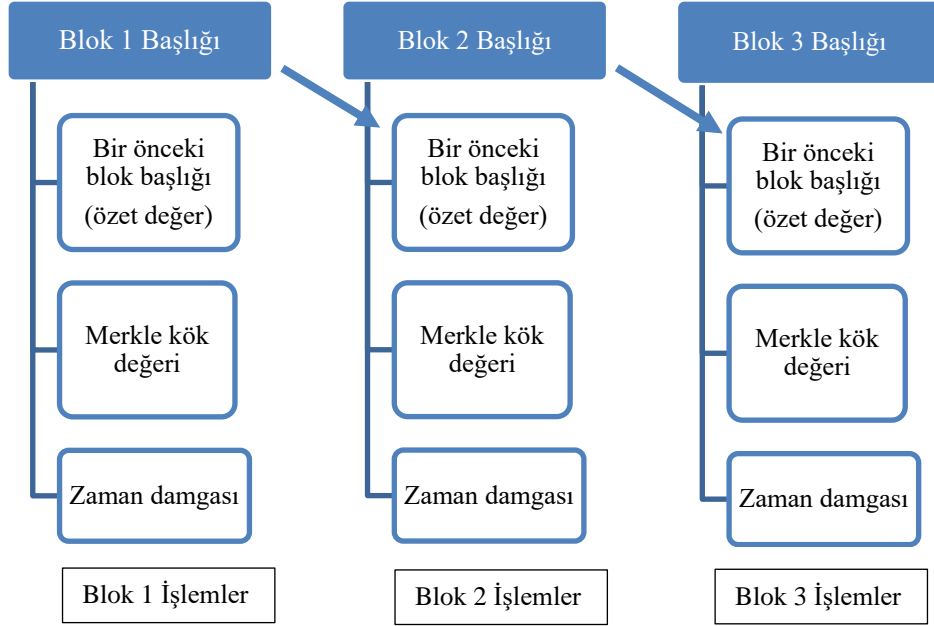 Blok 1 Başlığı
Bir önceki
blok başlığı
(özet değer)
Merkle kök
değeri
Zaman damgası
Blok 1 İşlemler
Blok 2 Başlığı
Bir önceki
blok başlığı
(özet değer)
Merkle kök
değeri
Zaman damgası
Blok 2 İşlemler
Blok 3 Başlığı
Bir önceki
blok başlığı
(özet değer)
Merkle kök
değeri
Zaman damgası
Blok 3 İşlemler